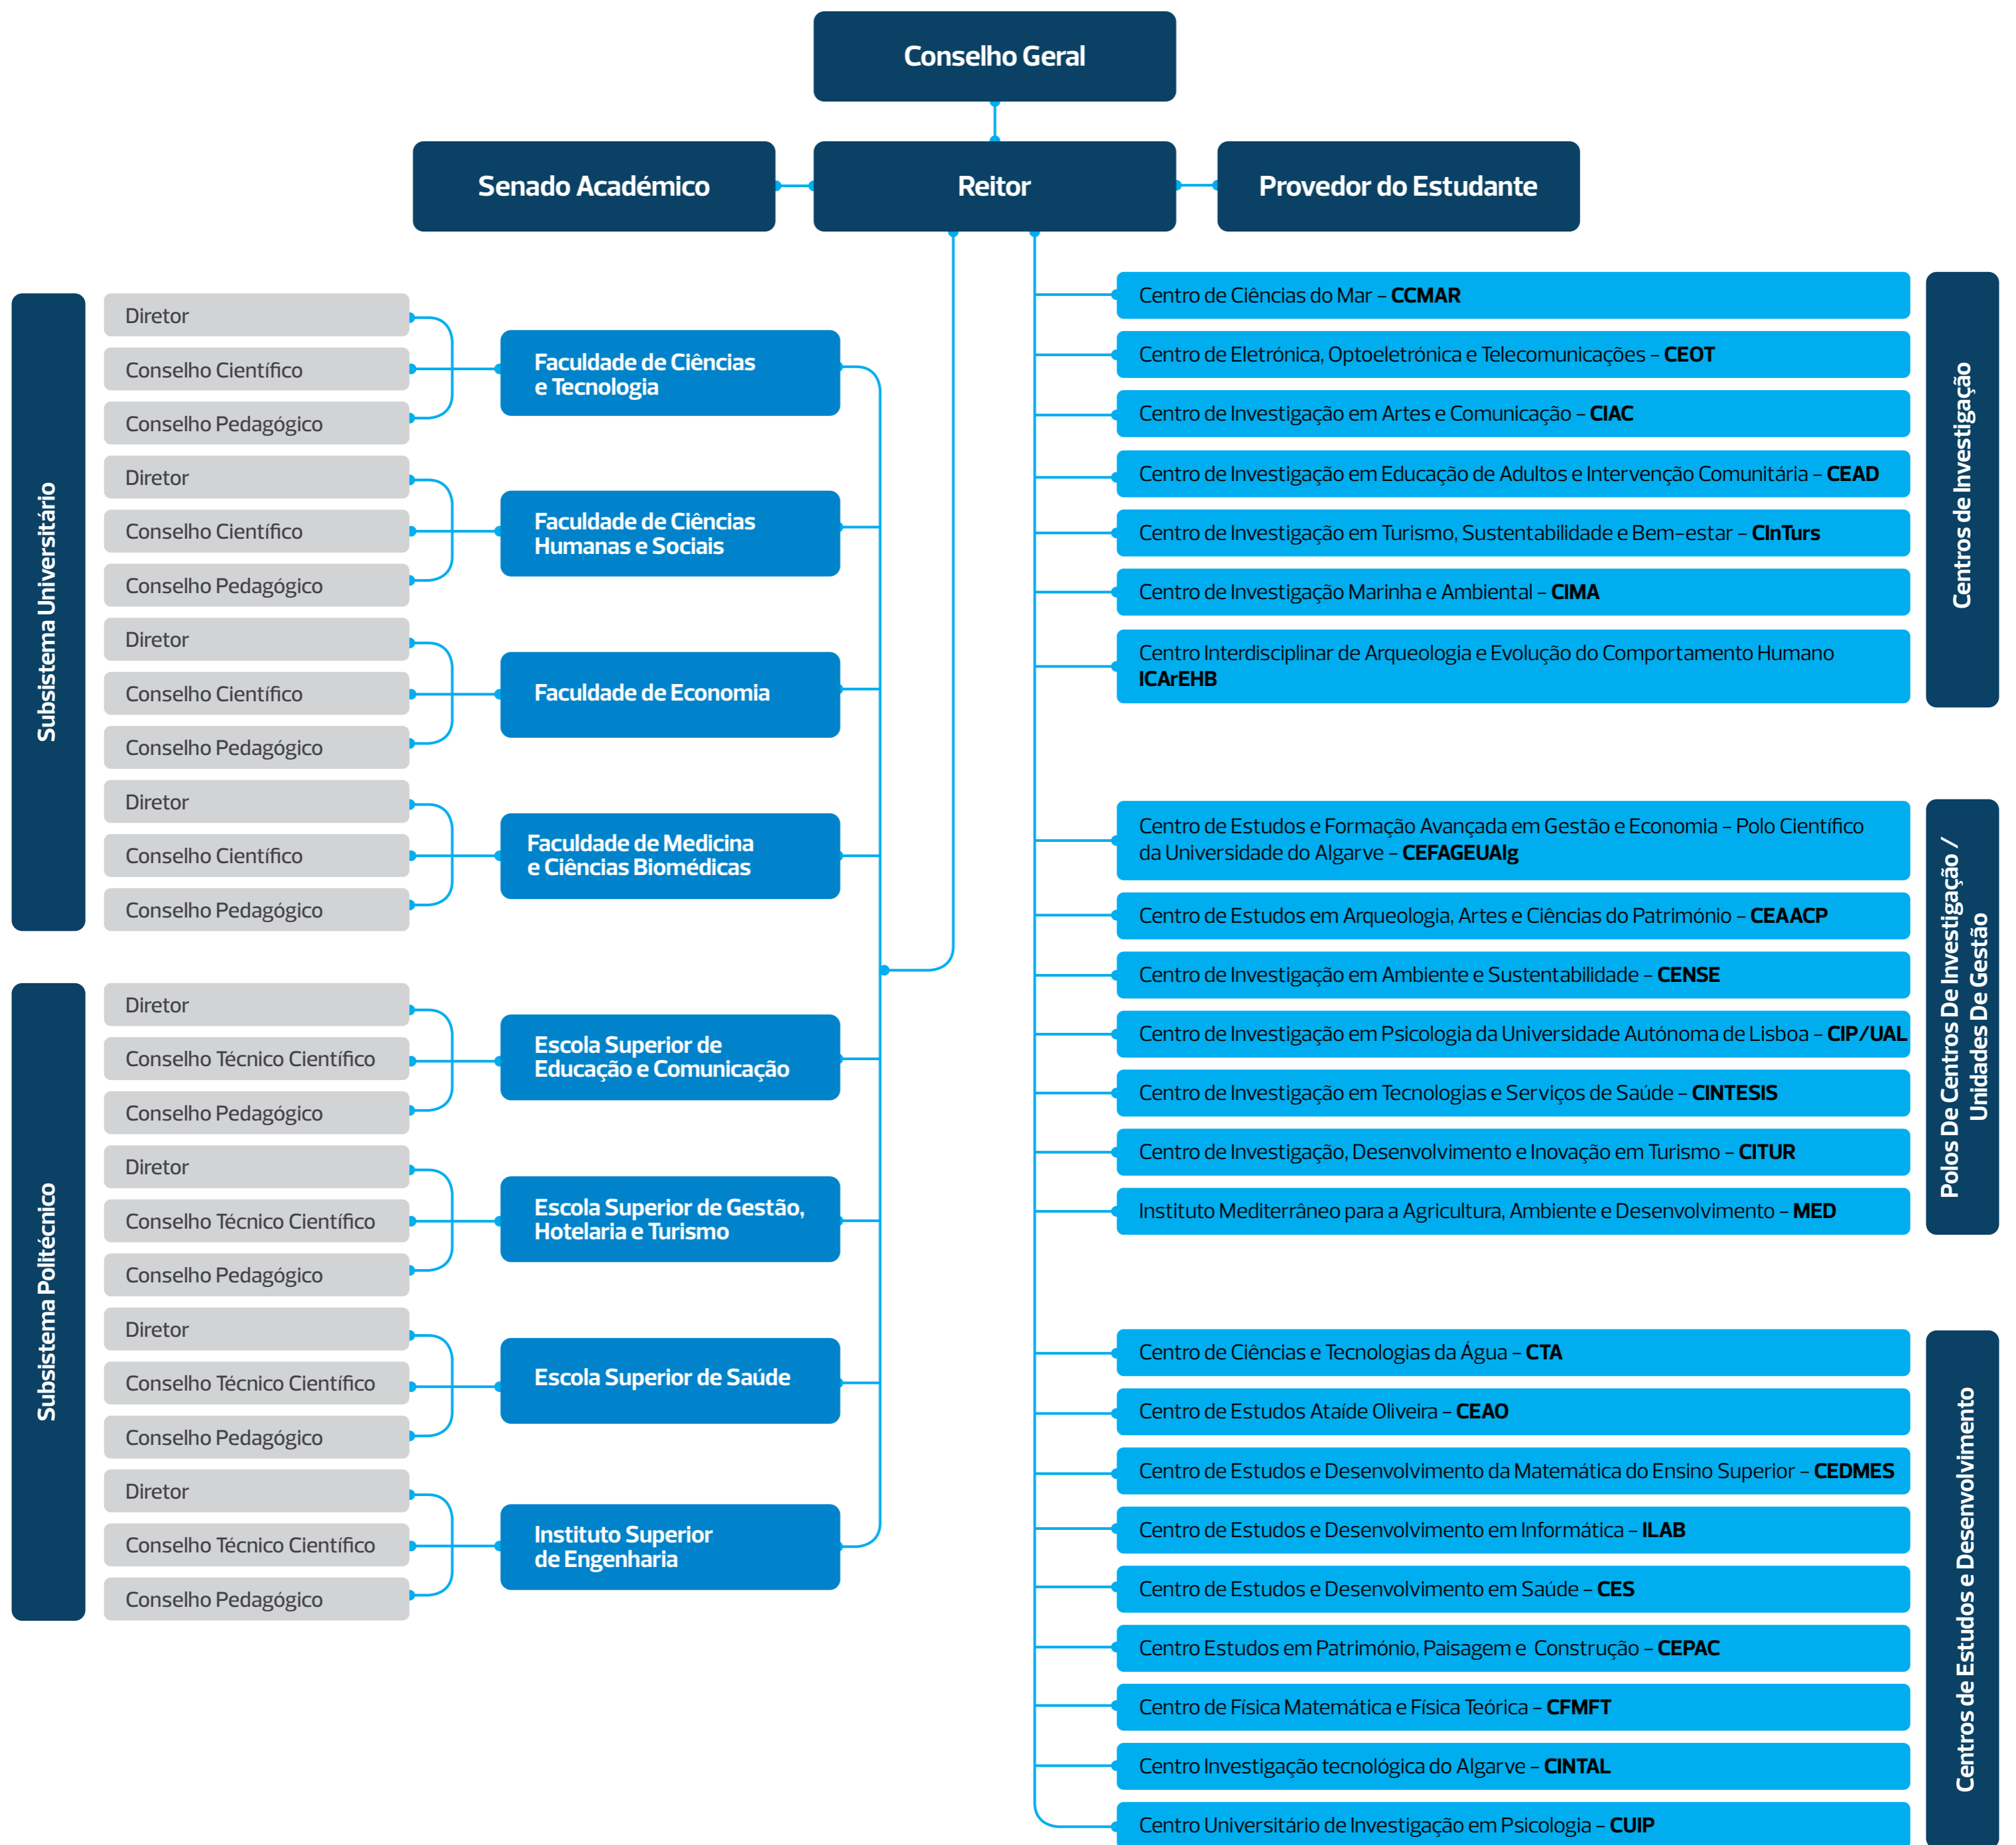 Conselho Geral
Senado Académico
Reitor
Provedor do Estudante
Subsistema Universitário
Diretor
Conselho Científico
Conselho Pedagógico
Faculdade de Ciências
e Tecnologia
Diretor
Conselho Científico
Conselho Pedagógico
Faculdade de Ciências
Humanas e Sociais
Diretor
Conselho Científico
Conselho Pedagógico
Faculdade de Economia
Diretor
Conselho Científico
Conselho Pedagógico
Faculdade de Medicina
e Ciências Biomédicas
Subsistema Politécnico
Diretor
Conselho Técnico Científico
Conselho Pedagógico
Escola Superior de
Educação e Comunicação
Diretor
Conselho Técnico Científico
Conselho Pedagógico
Escola Superior de Gestão,
Hotelaria e Turismo
Diretor
Conselho Técnico Científico
Conselho Pedagógico
Escola Superior de Saúde
Diretor
Conselho Técnico Científico
Conselho Pedagógico
Instituto Superior
de Engenharia
Centros de Investigação
Centro de Ciências do Mar – CCMAR
Centro de Eletrónica, Optoeletrónica e Telecomunicações – CEOT
Centro de Investigação em Artes e Comunicação – CIAC
Centro de Investigação em Educação de Adultos e Intervenção Comunitária – CEAD
Centro de Investigação em Turismo, Sustentabilidade e Bem-estar – CInTurs
Centro de Investigação Marinha e Ambiental – CIMA
Centro Interdisciplinar de Arqueologia e Evolução do Comportamento Humano
ICArEHB
Polos De Centros De Investigação /
Unidades De Gestão
Centro de Estudos e Formação Avançada em Gestão e Economia – Polo Científico
da Universidade do Algarve – CEFAGEUAlg
Centro de Estudos em Arqueologia, Artes e Ciências do Património – CEAACP
Centro de Investigação em Ambiente e Sustentabilidade – CENSE
Centro de Investigação em Psicologia da Universidade Autónoma de Lisboa – CIP/UAL
Centro de Investigação em Tecnologias e Serviços de Saúde – CINTESIS
Centro de Investigação, Desenvolvimento e Inovação em Turismo – CITUR
Instituto Mediterrâneo para a Agricultura, Ambiente e Desenvolvimento – MED
Centros de Estudos e Desenvolvimento
Centro de Ciências e Tecnologias da Água – CTA
Centro de Estudos Ataíde Oliveira – CEAO
Centro de Estudos e Desenvolvimento da Matemática do Ensino Superior – CEDMES
Centro de Estudos e Desenvolvimento em Informática – ILAB
Centro de Estudos e Desenvolvimento em Saúde – CES
Centro Estudos em Património, Paisagem e Construção – CEPAC
Centro de Física Matemática e Física Teórica – CFMFT
Centro Investigação tecnológica do Algarve – CINTAL
Centro Universitário de Investigação em Psicologia – CUIP